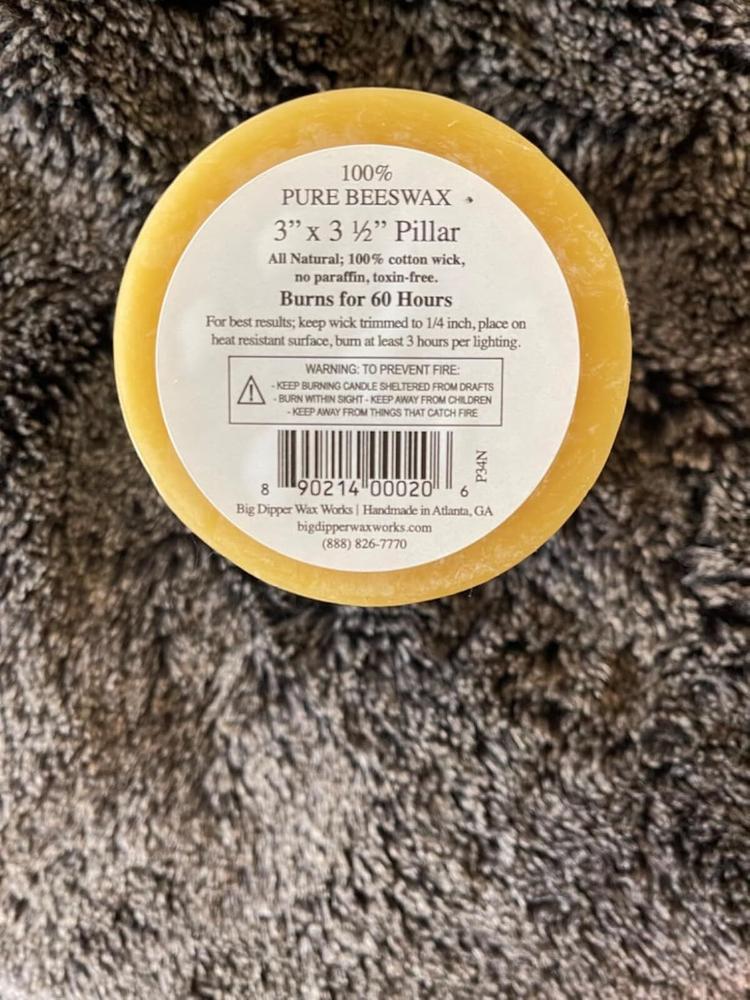 100%
PURE BEESWAX
3” x 3 ½” Pillar
All Natural; 100% cotton wick,
no paraffin, toxin-free.
Burns for 60 Hours
For best results; keep wick trimmed to 1/4 inch, place on
heat resistant surface, burn at least 3 hours per lighting.
WARNING: TO PREVENT FIRE:
- KEEP BURNING CANDLE SHELTERED FROM DRAFTS
- BURN WITHIN SIGHT - KEEP AWAY FROM CHILDREN
- KEEP AWAY FROM THINGS THAT CATCH FIRE
P34N
8 90214 00020 6
Big Dipper Wax Works | Handmade in Atlanta, GA
bigdipperwaxworks.com
(888) 826-7770